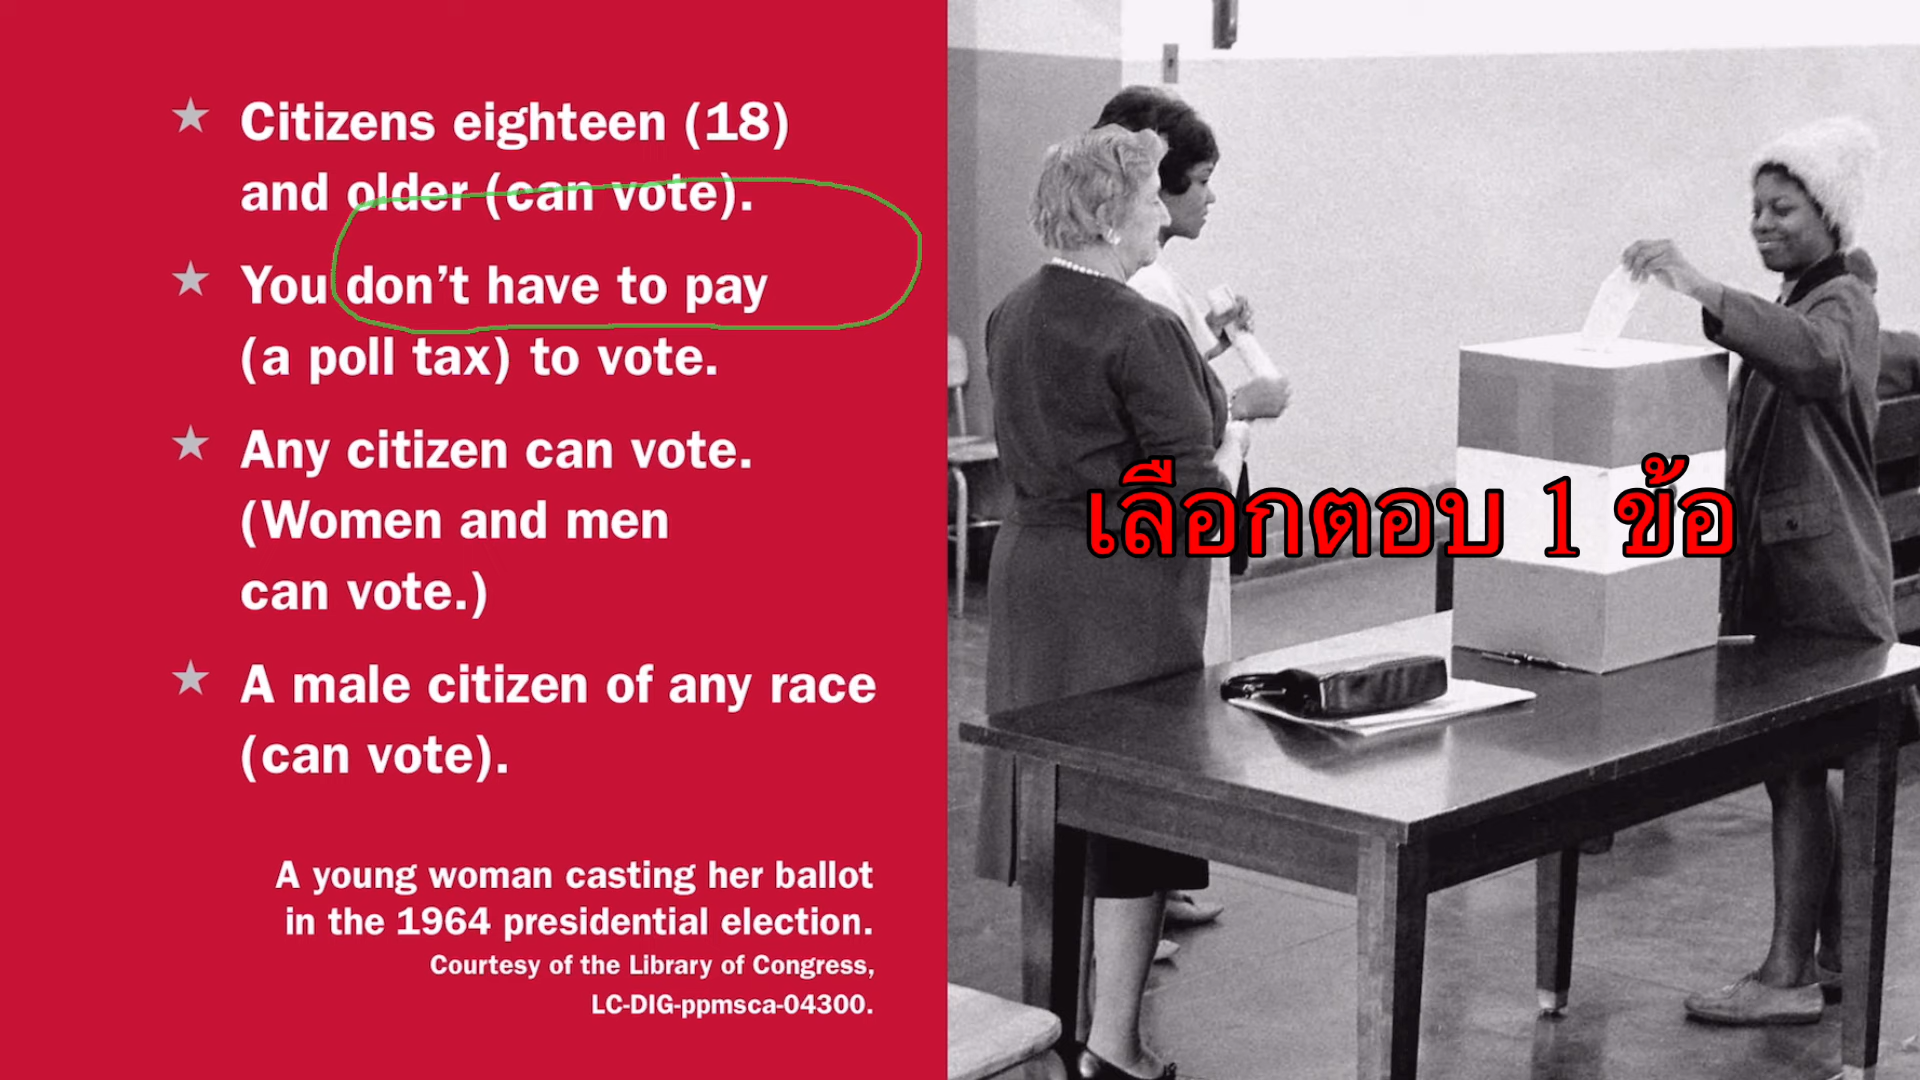 Citizens eighteen (18)
and older (can vote).
You don't have to pay
(a poll tax) to vote.
Any citizen can vote.
(Women and men
can vote.)
A male citizen of any race
(can vote).
A young woman casting her ballot
in the 1964 presidential election.
Courtesy of the Library of Congress,
LC-DIG-ppmsca-04300.
เลือกตอบ 1 ข้อ